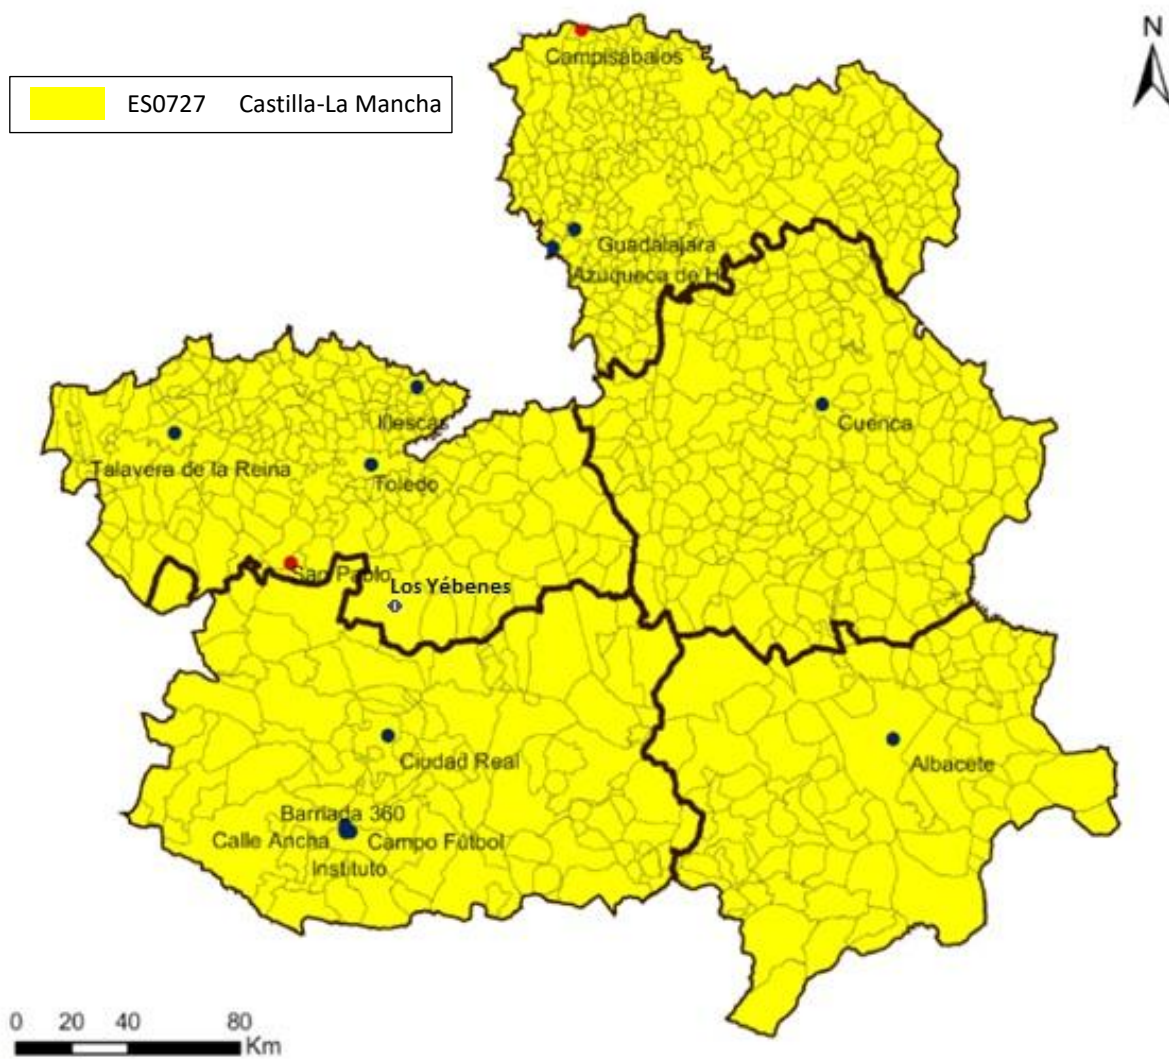 N
Campisábalos
ES0727 Castilla-La Mancha
Guadalajara
Azuqueca de H
Illescas
Cuenca
Talavera de la Reina
Toledo
San Pablo
Los Yébenes
Ciudad Real
Albacete
Barriada 360
Calle Ancha
Campo Fútbol
Instituto
0 20 40 80
Km